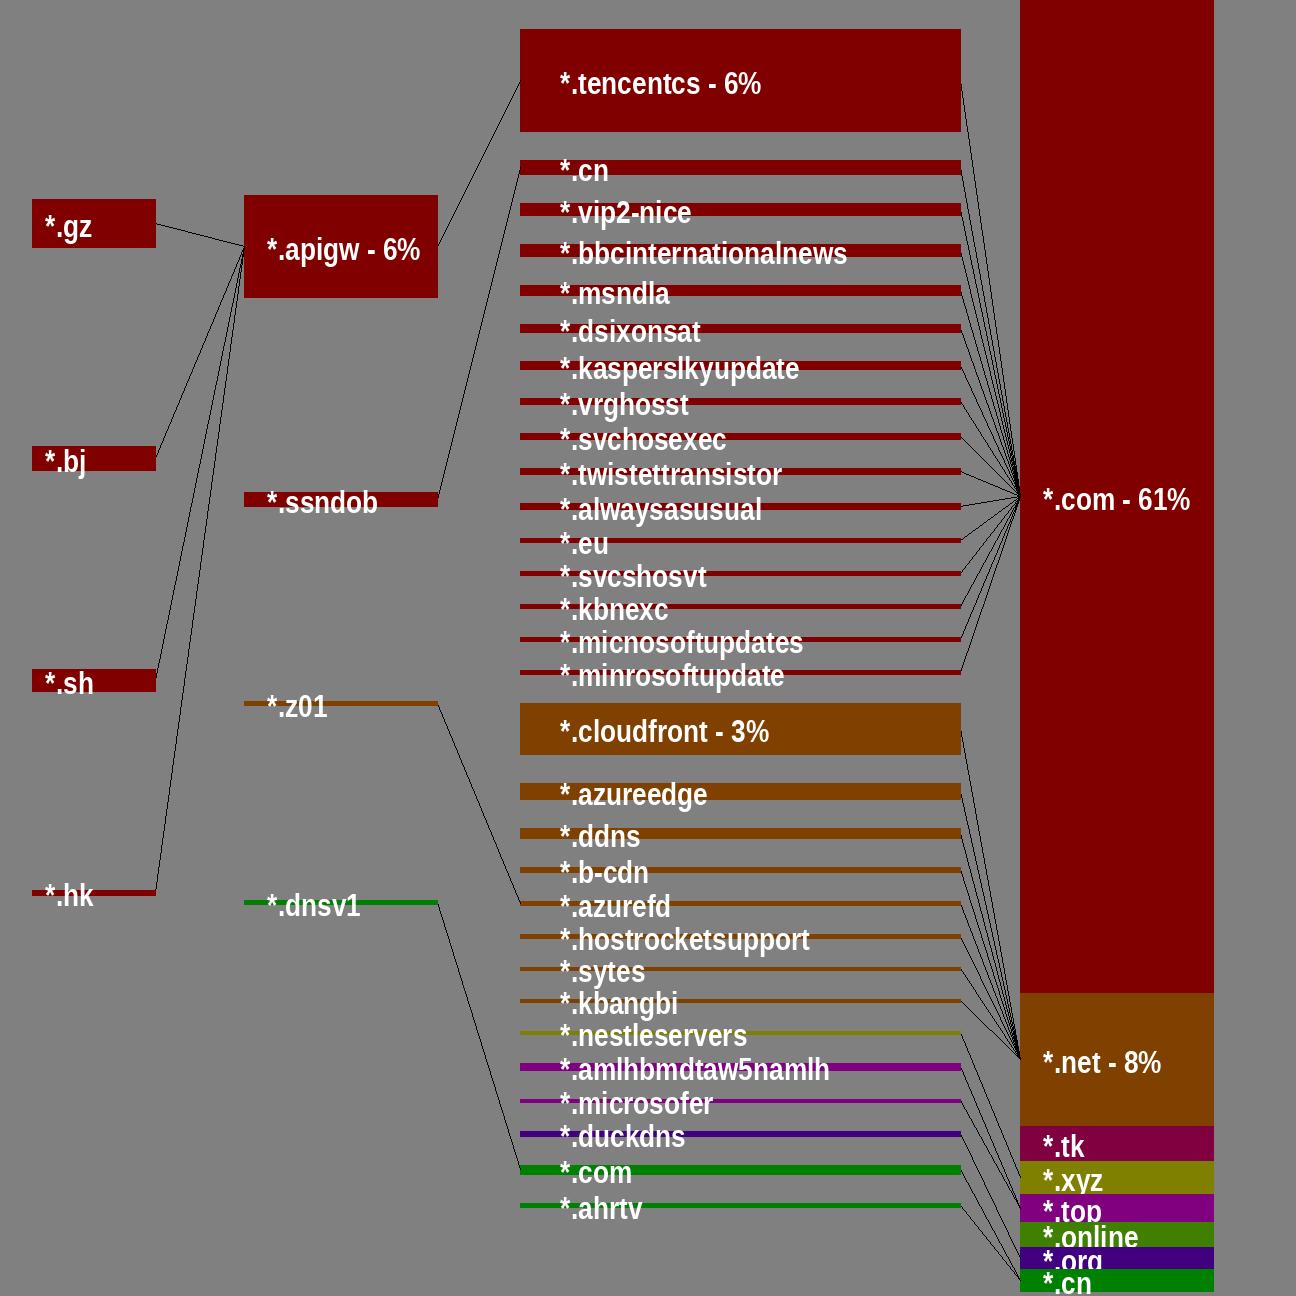 *.gz
*.bj
*.sh
*.hk
*.apigw - 6%
*.ssndob
*.z01
*.dnsv1
*.tencentcs - 6%
*.cn
*.vip2-nice
*.bbcinternationalnews
*.msndla
*.dsixonsat
*.kasperslkyupdate
*.vrghosst
*.svchosexec
*.twistettransistor
*.alwaysasusual
*.eu
*.svcshosvt
*.kbnexc
*.micnosoftupdates
*.minrosoftupdate
*.cloudfront - 3%
*.azureedge
*.ddns
*.b-cdn
*.azurefd
*.hostrocketsupport
*.sytes
*.kbangbi
*.nestleservers
*.amlhbmdtaw5namlh
*.microsofer
*.duckdns
*.com
*.ahrtv
*.com - 61%
*.net - 8%
*.tk
*.xyz
*.top
*.online
*.org
*.cn